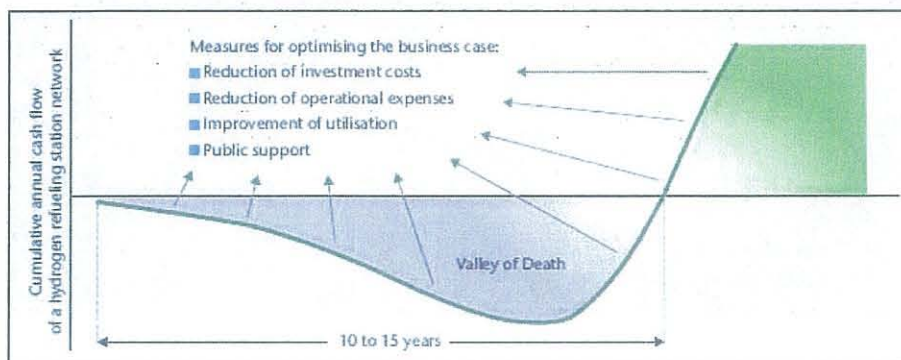 Cumulative annual cash flow
of a hydrogen refueling station network
Measures for optimising the business case:
Reduction of investment costs
Reduction of operational expenses
Improvement of utilisation
Public support
Valley of Death
10 to 15 years